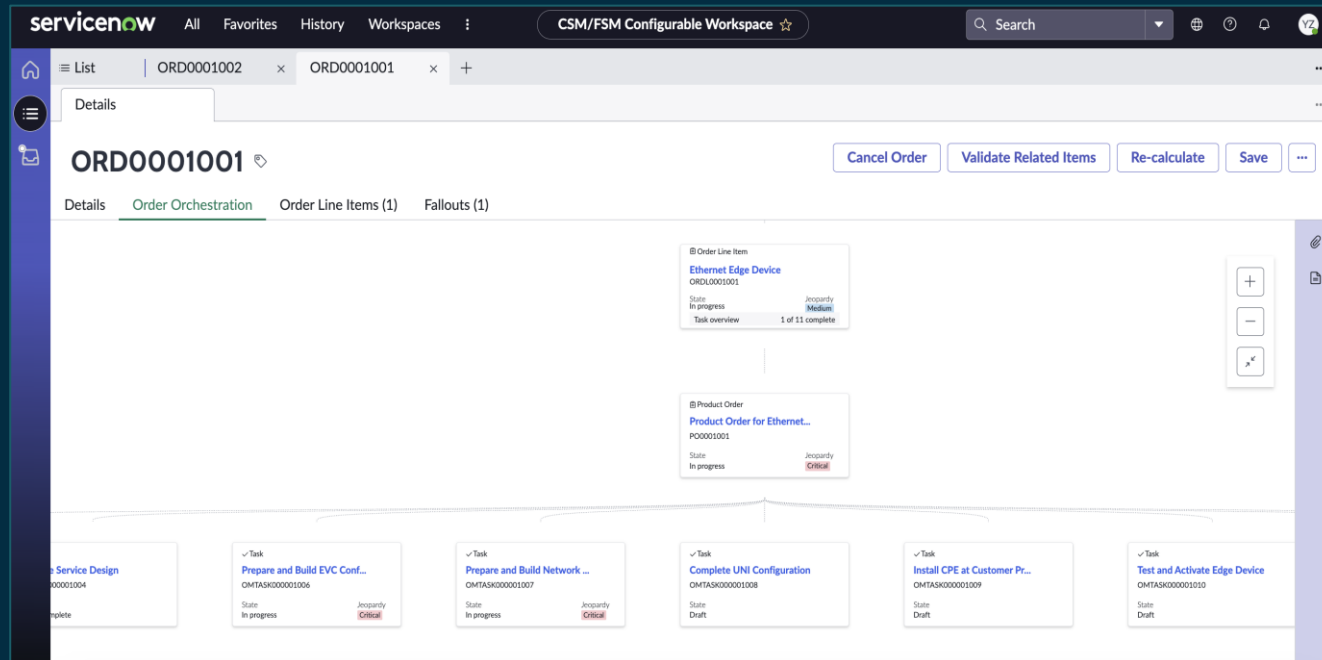 servicenow All Favorites History Workspaces CSM/FSM Configurable Workspace Search YZ
List ORD0001002 ORD0001001
Details
ORD0001001 Cancel Order Validate Related Items Re-calculate Save
Details Order Orchestration Order Line Items (1) Fallouts (1)
Order Line Item
Ethernet Edge Device
ORDL0001001
State Jeopardy
In progress Medium
Task overview 1 of 11 complete
Product Order
Product Order for Ethernet...
PO0001001
State Jeopardy
In progress Critical
Task Task Task Task Task
Service Design Prepare and Build EVC Conf... Prepare and Build Network ... Complete UNI Configuration Install CPE at Customer Pr... Test and Activate Edge Device
000001004 OMTASK000001006 OMTASK000001007 OMTASK000001008 OMTASK000001009 OMTASK000001010
State Jeopardy State Jeopardy State State State
mplete In progress Critical In progress Critical Draft Draft Draft